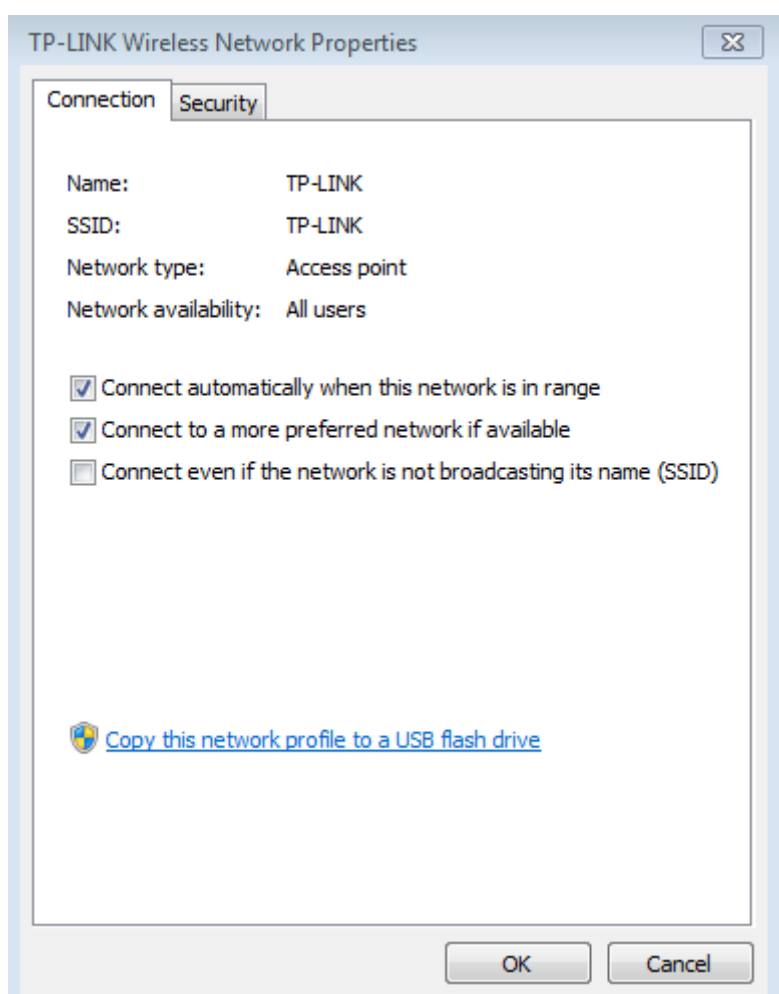 TP-LINK Wireless Network Properties
Connection Security
Name: TP-LINK
SSID: TP-LINK
Network type: Access point
Network availability: All users
Connect automatically when this network is in range
Connect to a more preferred network if available
Connect even if the network is not broadcasting its name (SSID)
Copy this network profile to a USB flash drive
OK Cancel